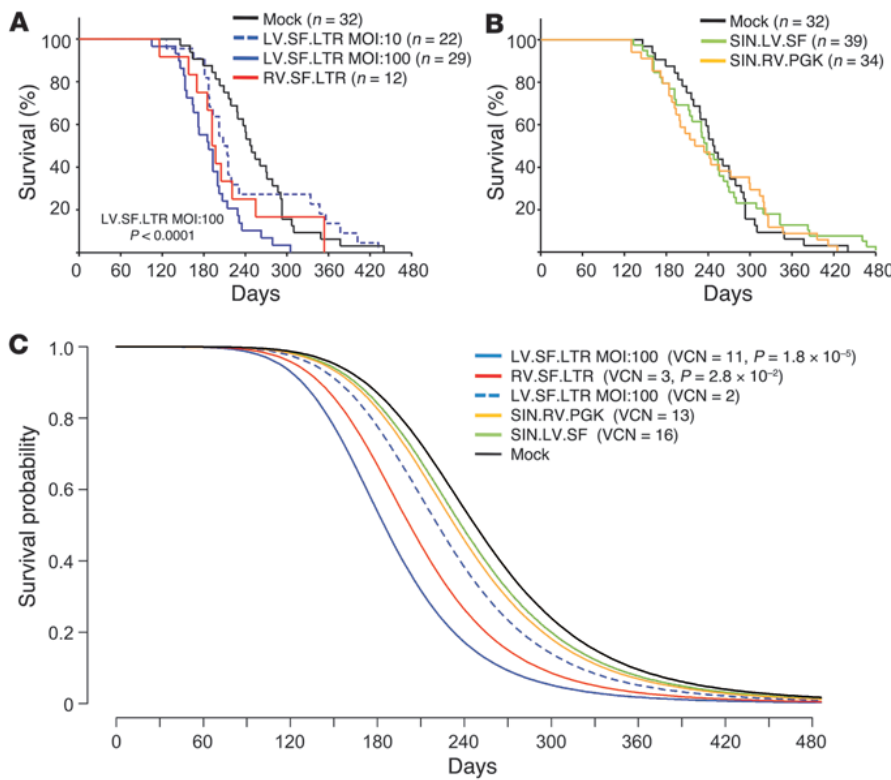 A
Mock (n = 32)
LV.SF.LTR MOI:10 (n = 22)
LV.SF.LTR MOI:100 (n = 29)
RV.SF.LTR (n = 12)
Survival (%)
100
80
60
40
20
LV.SF.LTR MOI:100
P < 0.0001
0 60 120 180 240 300 360 420 480
Days
B
Mock (n = 32)
SIN.LV.SF (n = 39)
SIN.RV.PGK (n = 34)
Survival (%)
100
80
60
40
20
0 60 120 180 240 300 360 420 480
Days
C
LV.SF.LTR MOI:100 (VCN = 11, P = 1.8 × 10⁻⁵)
RV.SF.LTR (VCN = 3, P = 2.8 × 10⁻²)
LV.SF.LTR MOI:100 (VCN = 2)
SIN.RV.PGK (VCN = 13)
SIN.LV.SF (VCN = 16)
Mock
Survival probability
1.0
0.8
0.6
0.4
0.2
0
0 60 120 180 240 300 360 420 480
Days